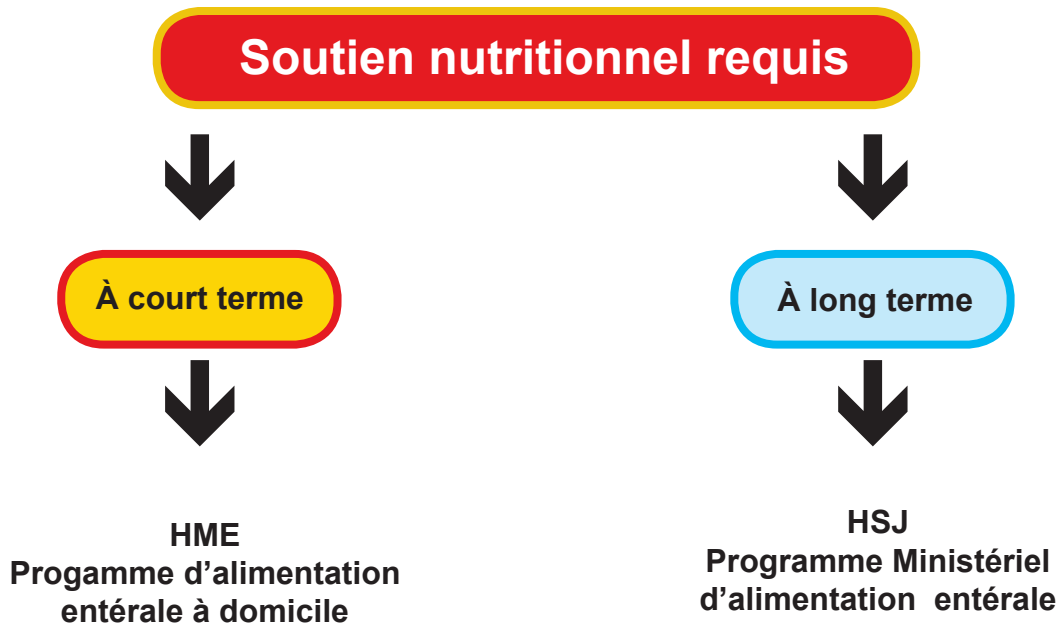 Soutien nutritionnel requis
À court terme
À long terme
HME
Progamme d’alimentation
entérale à domicile
HSJ
Programme Ministériel
d’alimentation entérale